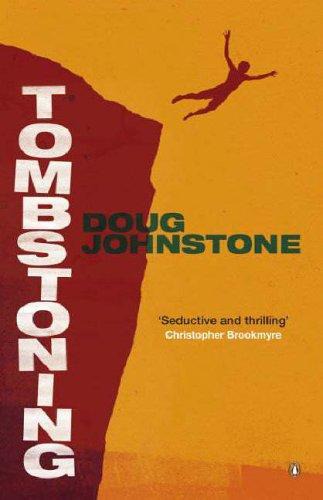 TOMBSTONING
DOUG
JOHNSTONE
‘Seductive and thrilling’
Christopher Brookmyre